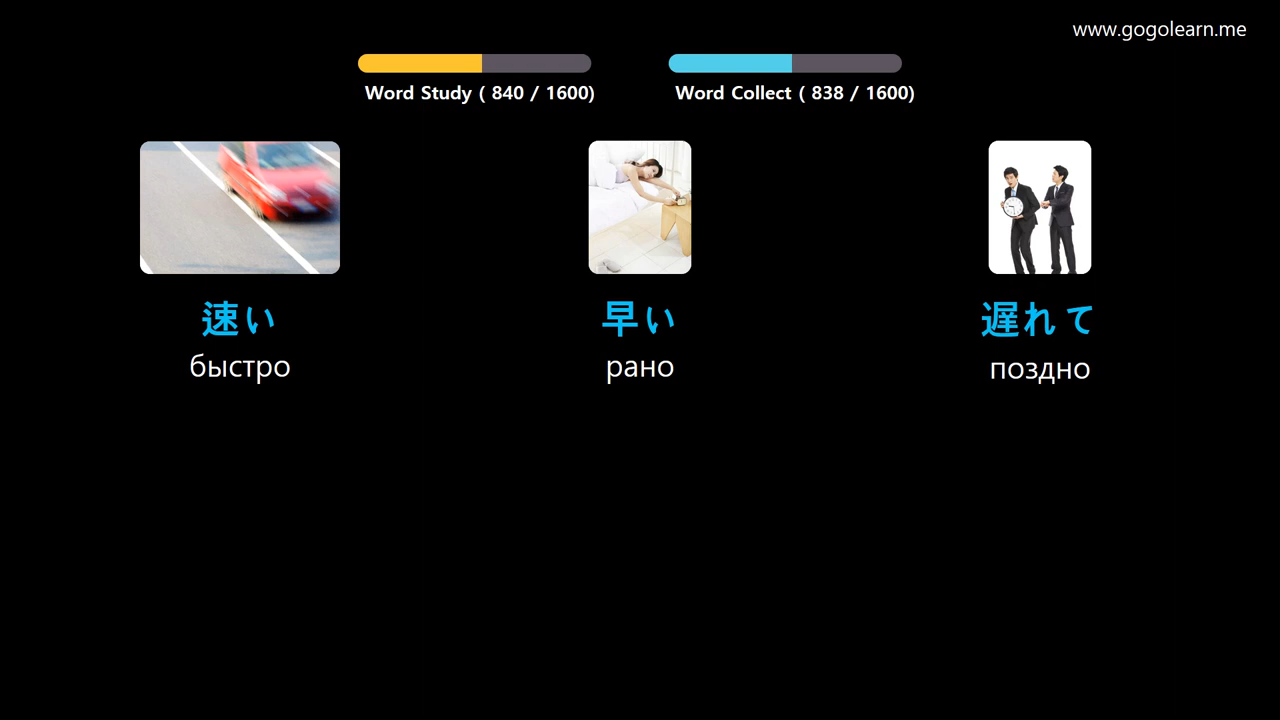 www.gogolearn.me
Word Study ( 840 / 1600)
Word Collect ( 838 / 1600)
速い
早い
遅れて
быстро
рано
поздно